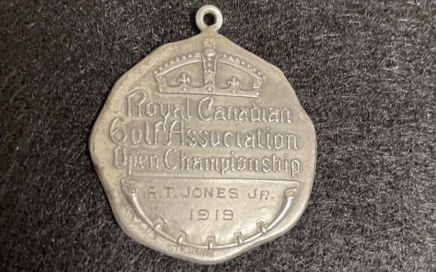 Royal Canadian
Golf Association
Open Championship
R. T. JONES JR.
1919